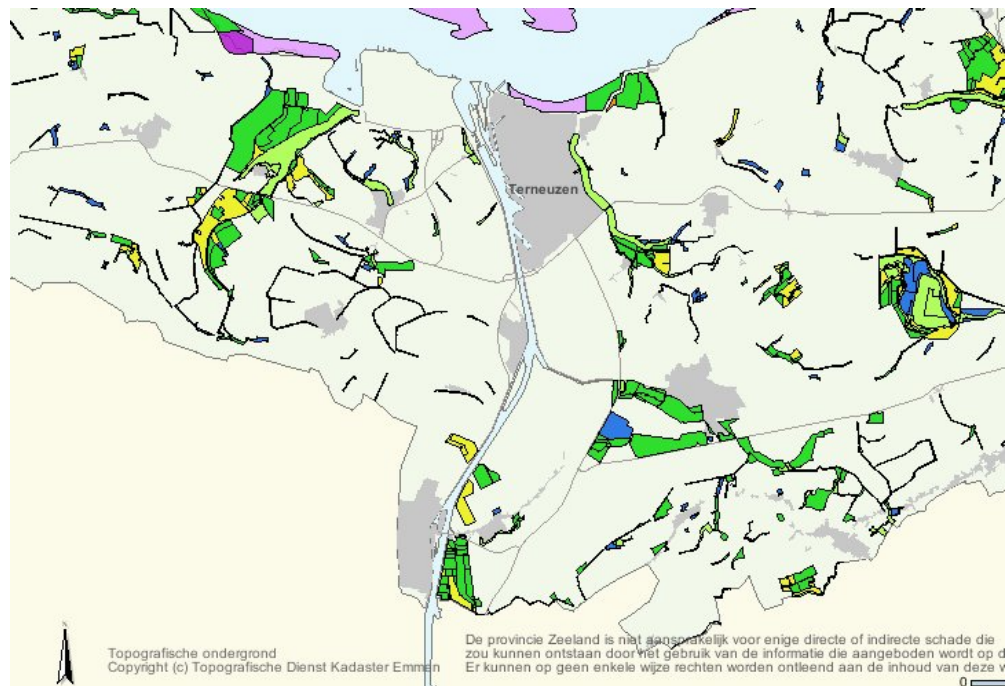 Terneuzen
Topografische ondergrond
Copyright (c) Topografische Dienst Kadaster Emmen
De provincie Zeeland is niet aansprakelijk voor enige directe of indirecte schade die
zou kunnen ontstaan door het gebruik van de informatie die aangeboden wordt op d
Er kunnen op geen enkele wijze rechten worden ontleend aan de inhoud van deze w
0